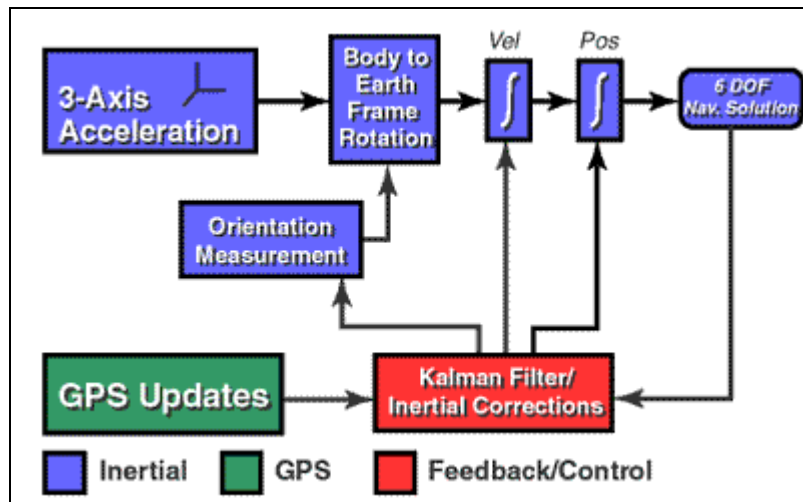 Vel
Pos
3-Axis
Acceleration
Body to
Earth
Frame
Rotation
∫
∫
6 DOF
Nav. Solution
Orientation
Measurement
GPS Updates
Kalman Filter/
Inertial Corrections
Inertial
GPS
Feedback/Control